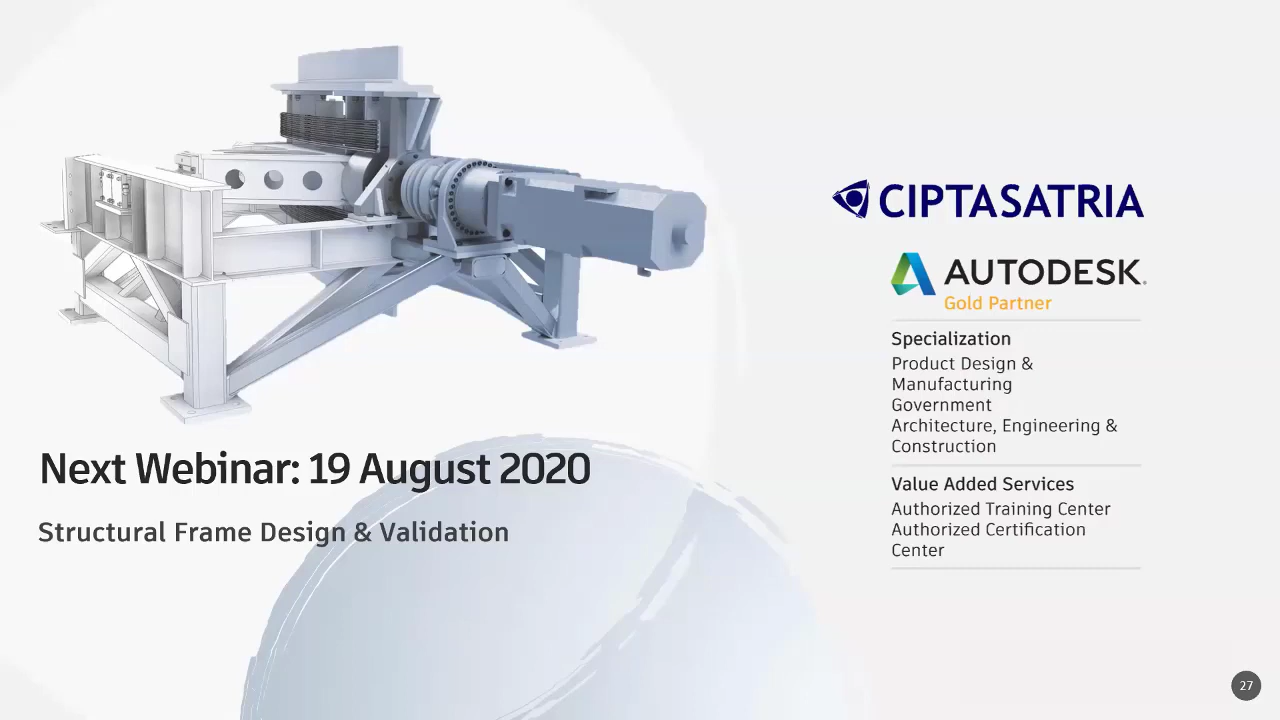 CIPTASATRIA
AUTODESK.
Gold Partner
Specialization
Product Design &
Manufacturing
Government
Architecture, Engineering &
Construction
Value Added Services
Authorized Training Center
Authorized Certification
Center
Next Webinar: 19 August 2020
Structural Frame Design & Validation
27